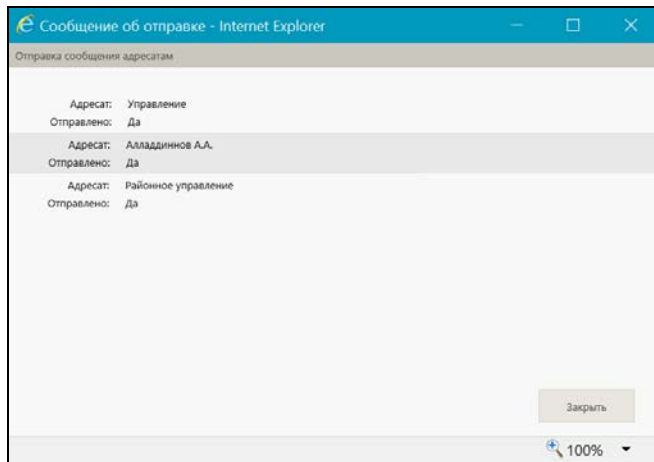 Сообщение об отправке - Internet Explorer
Отправка сообщения адресатам
Адресат: Управление
Отправлено: Да
Адресат: Алладдиннов А.А.
Отправлено: Да
Адресат: Районное управление
Отправлено: Да
Закрыть
100%